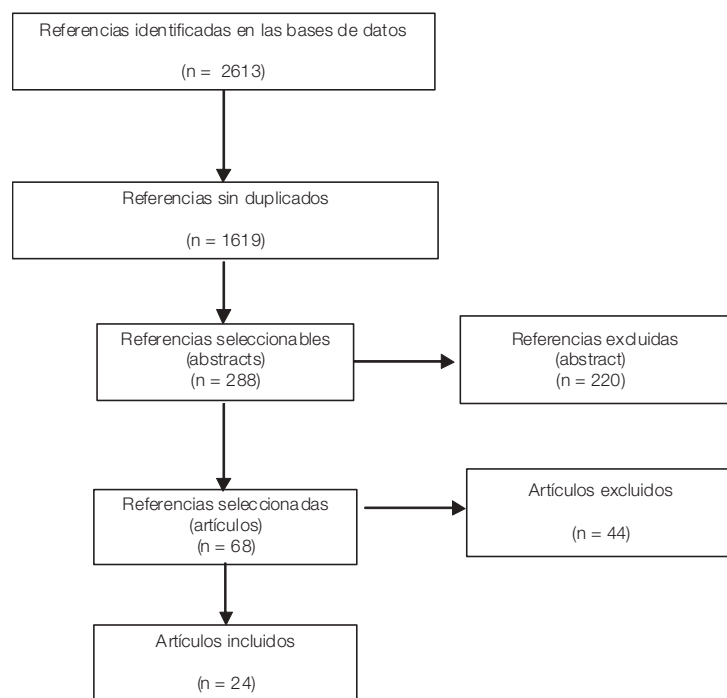 Referencias identificadas en las bases de datos
(n = 2613)
Referencias sin duplicados
(n = 1619)
Referencias seleccionables
(abstracts)
(n = 288)
Referencias excluidas
(abstract)
(n = 220)
Referencias seleccionadas
(artículos)
(n = 68)
Artículos excluidos
(n = 44)
Artículos incluidos
(n = 24)